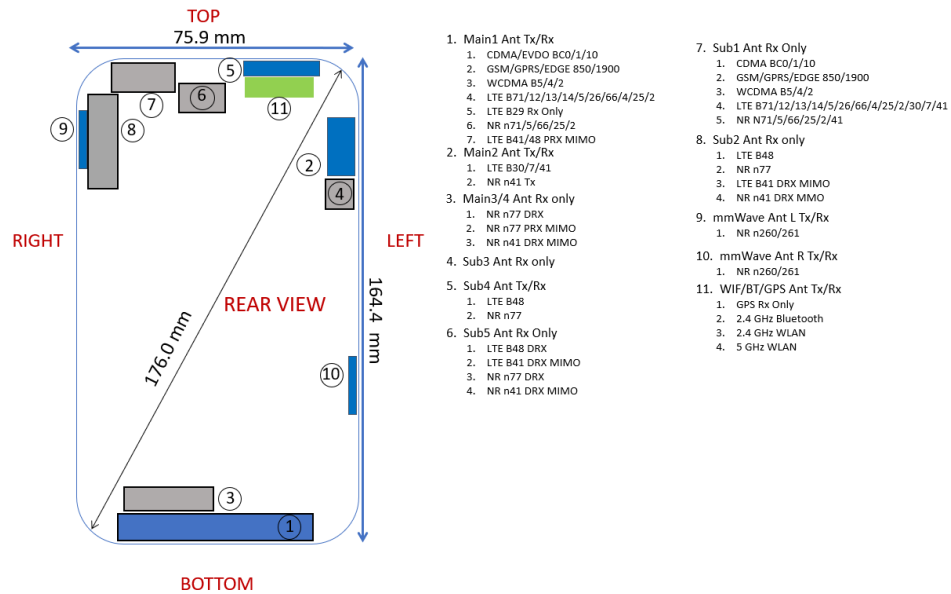 TOP
75.9 mm
5
11
7
6
9
8
2
4
RIGHT
LEFT
REAR VIEW
164.4 mm
176.0 mm
10
3
1
BOTTOM
1. Main1 Ant Tx/Rx
1. CDMA/EVDO BC0/1/10
2. GSM/GPRS/EDGE 850/1900
3. WCDMA B5/4/2
4. LTE B71/12/13/14/5/26/66/4/25/2
5. LTE B29 Rx Only
6. NR n71/5/66/25/2
7. LTE B41/48 PRX MIMO
2. Main2 Ant Tx/Rx
1. LTE B30/7/41
2. NR n41 Tx
3. Main3/4 Ant Rx only
1. NR n77 DRX
2. NR n77 PRX MIMO
3. NR n41 DRX MIMO
4. Sub3 Ant Rx only
5. Sub4 Ant Tx/Rx
1. LTE B48
2. NR n77
6. Sub5 Ant Rx Only
1. LTE B48 DRX
2. LTE B41 DRX MIMO
3. NR n77 DRX
4. NR n41 DRX MIMO
7. Sub1 Ant Rx Only
1. CDMA BC0/1/10
2. GSM/GPRS/EDGE 850/1900
3. WCDMA B5/4/2
4. LTE B71/12/13/14/5/26/66/4/25/2/30/7/41
5. NR N71/5/66/25/2/41
8. Sub2 Ant Rx only
1. LTE B48
2. NR n77
3. LTE B41 DRX MIMO
4. NR n41 DRX MMO
9. mmWave Ant L Tx/Rx
1. NR n260/261
10. mmWave Ant R Tx/Rx
1. NR n260/261
11. WIF/BT/GPS Ant Tx/Rx
1. GPS Rx Only
2. 2.4 GHz Bluetooth
3. 2.4 GHz WLAN
4. 5 GHz WLAN